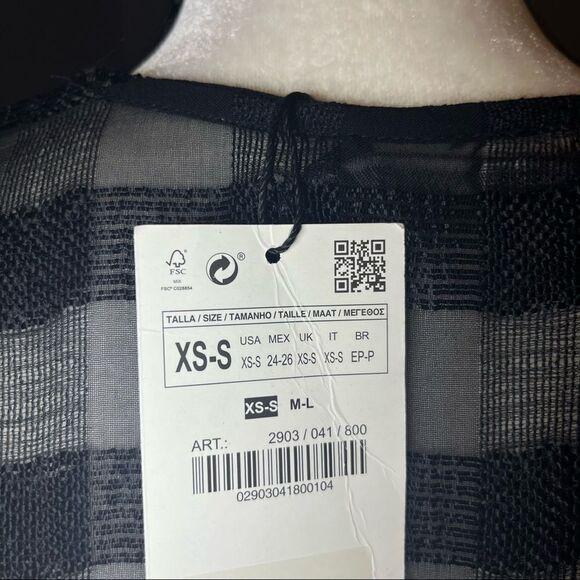 FSC
MIX
FSC® C028654
®
TALLA / SIZE / TAMANHO / TAILLE / MAAT / ΜΕΓΕΘΟΣ
XS-S
USA MEX UK IT BR
XS-S 24-26 XS-S XS-S EP-P
XS-S M-L
ART.: 2903 / 041 / 800
02903041800104